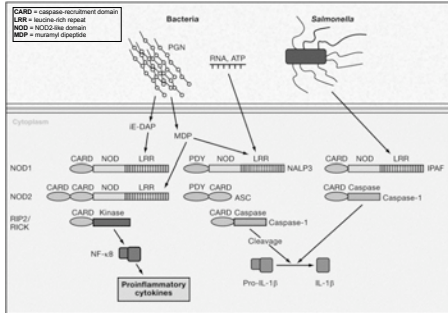 CARD = caspase-recruitment domain
LRR = leucine-rich repeat
NOD = NOD2-like domain
MDP = muramyl dipeptide
Bacteria
Salmonella
PGN
RNA, ATP
Cytoplasm
iE-DAP
MDP
CARD NOD LRR
PDY NOD LRR
CARD NOD LRR
NOD1
NALP3
IPAF
CARD CARD NOD LRR
PDY CARD
CARD Caspase
NOD2
ASC
Caspase-1
RIP2/
RICK
CARD Kinase
CARD Caspase
Caspase-1
Cleavage
NF-κB
Pro-IL-1β
IL-1β
Proinflammatory
cytokines